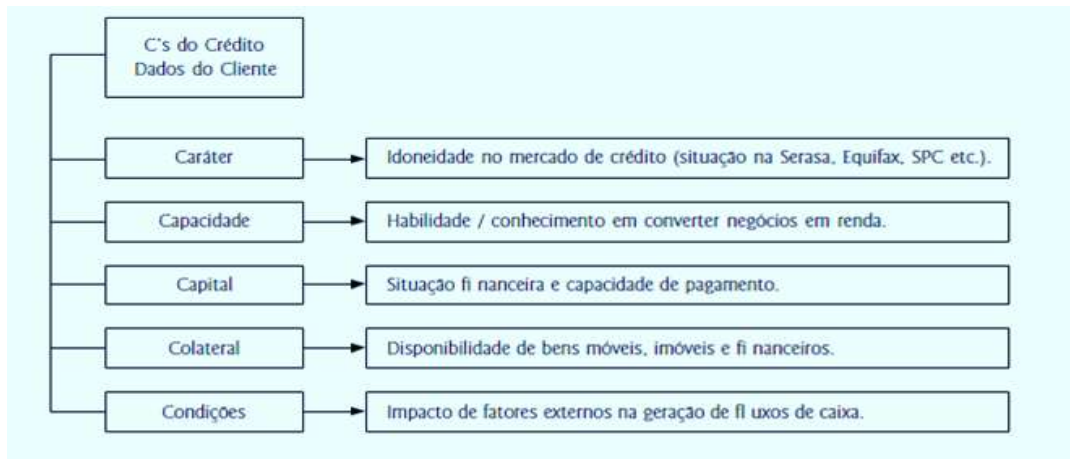 C's do Crédito
Dados do Cliente
Caráter
Idoneidade no mercado de crédito (situação na Serasa, Equifax, SPC etc.).
Capacidade
Habilidade / conhecimento em converter negócios em renda.
Capital
Situação fi nanceira e capacidade de pagamento.
Colateral
Disponibilidade de bens móveis, imóveis e fi nanceiros.
Condições
Impacto de fatores externos na geração de fl uxos de caixa.